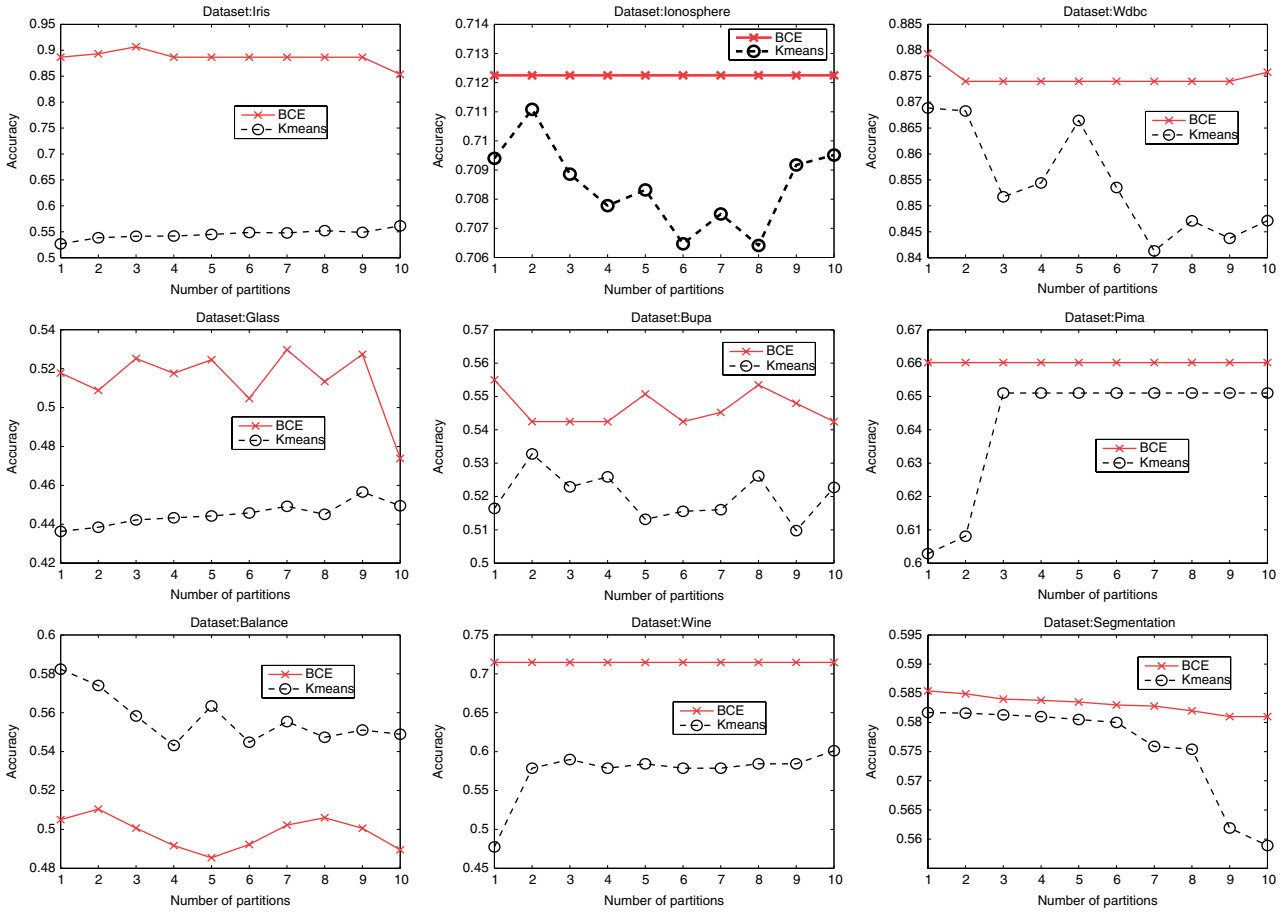 Dataset:Iris
0.95
0.9
0.85
0.8
0.75
0.7
0.65
0.6
0.55
0.5
Accuracy
BCE
Kmeans
1 2 3 4 5 6 7 8 9 10
Number of partitions
Dataset:Ionosphere
0.714
0.713
0.712
0.711
0.71
0.709
0.708
0.707
0.706
Accuracy
BCE
Kmeans
1 2 3 4 5 6 7 8 9 10
Number of partitions
Dataset:Wdbc
0.885
0.88
0.875
0.87
0.865
0.86
0.855
0.85
0.845
0.84
Accuracy
BCE
Kmeans
1 2 3 4 5 6 7 8 9 10
Number of partitions
Dataset:Glass
0.54
0.52
0.5
0.48
0.46
0.44
0.42
Accuracy
BCE
Kmeans
1 2 3 4 5 6 7 8 9 10
Number of partitions
Dataset:Bupa
0.57
0.56
0.55
0.54
0.53
0.52
0.51
0.5
Accuracy
BCE
Kmeans
1 2 3 4 5 6 7 8 9 10
Number of partitions
Dataset:Pima
0.67
0.66
0.65
0.64
0.63
0.62
0.61
0.6
Accuracy
BCE
Kmeans
1 2 3 4 5 6 7 8 9 10
Number of partitions
Dataset:Balance
0.6
0.58
0.56
0.54
0.52
0.5
0.48
Accuracy
BCE
Kmeans
1 2 3 4 5 6 7 8 9 10
Number of partitions
Dataset:Wine
0.75
0.7
0.65
0.6
0.55
0.5
0.45
Accuracy
BCE
Kmeans
1 2 3 4 5 6 7 8 9 10
Number of partitions
Dataset:Segmentation
0.595
0.59
0.585
0.58
0.575
0.57
0.565
0.56
Accuracy
BCE
Kmeans
1 2 3 4 5 6 7 8 9 10
Number of partitions